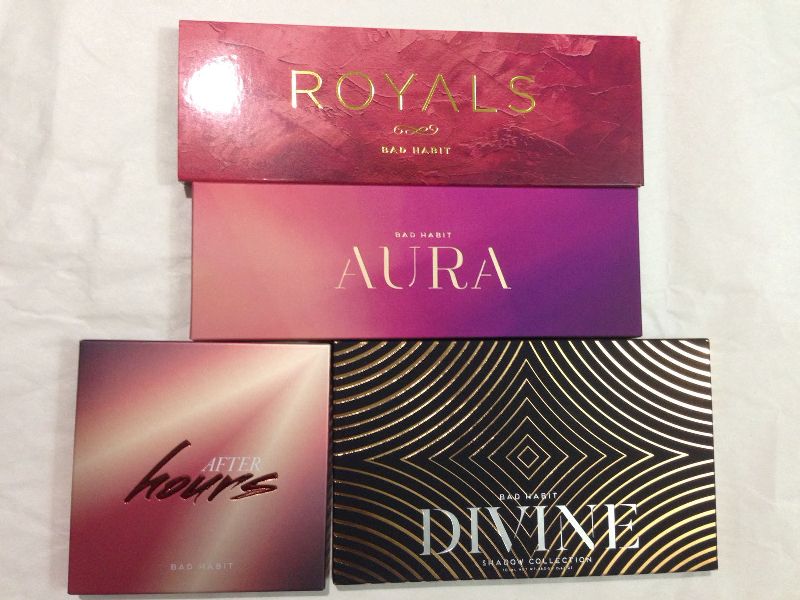 ROYALS
BAD HABIT
BAD HABIT
AURA
AFTER
hours
BAD HABIT
BAD HABIT
DIVINE
SHADOW COLLECTION